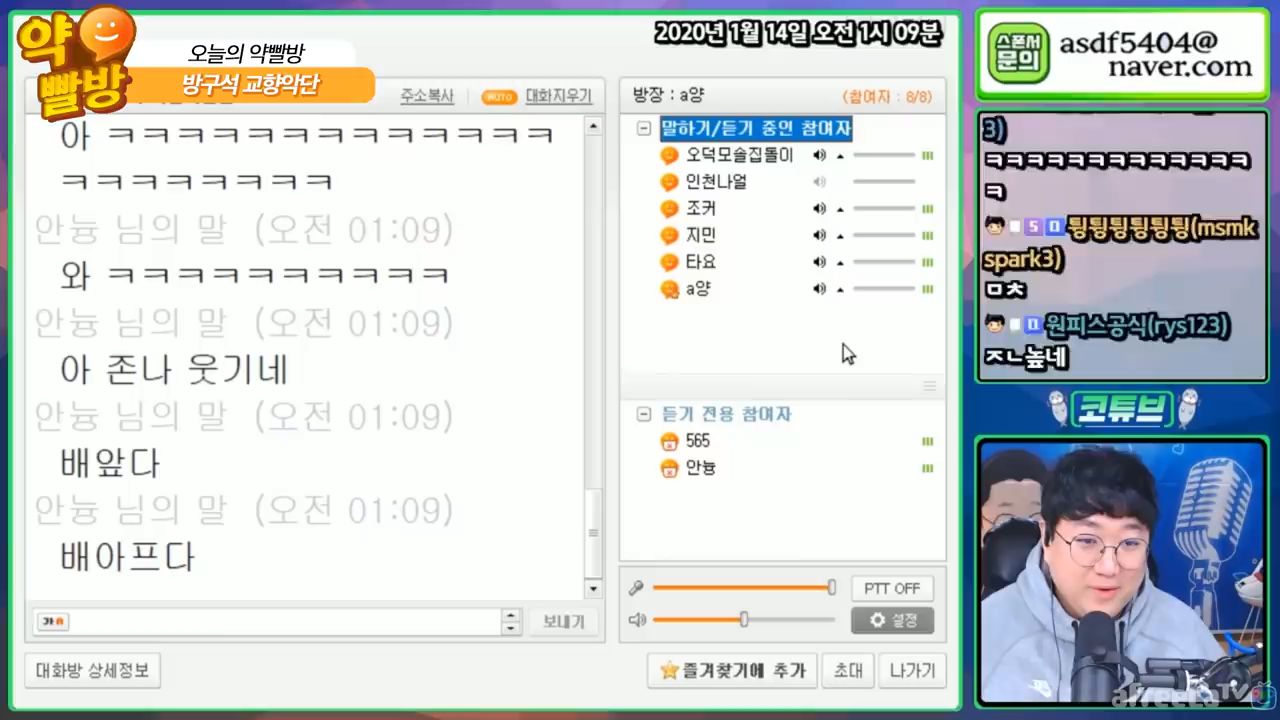 약빨방
오늘의 약빨방
방구석 교향악단
2020년 1월 14일 오전 1시 09분
스폰서
문의
asdf5404@
naver.com
주소복사
AUTO 대화지우기
아 ㅋㅋㅋㅋㅋㅋㅋㅋㅋㅋㅋㅋㅋㅋ
ㅋㅋㅋㅋㅋㅋㅋㅋ
안늉 님의 말 (오전 01:09)
와 ㅋㅋㅋㅋㅋㅋㅋㅋㅋㅋㅋ
안늉 님의 말 (오전 01:09)
아 존나 웃기네
안늉 님의 말 (오전 01:09)
배앞다
안늉 님의 말 (오전 01:09)
배아프다
가
보내기
대화방 상세정보
방장 : a양 (참여자 : 8/8)
말하기/듣기 중인 참여자
오덕모솔집돌이
인천나얼
조커
지민
타요
a양
듣기 전용 참여자
565
안늉
PTT OFF
설정
즐겨찾기에 추가
초대
나가기
3)
ㅋㅋㅋㅋㅋㅋㅋㅋㅋㅋㅋㅋㅋ
ㅋ
5 팅팅팅팅팅팅(msmk
spark3)
ㅁㅊ
원피스공식(rys123)
ㅈㄴ높네
코튜브
afreecaTV